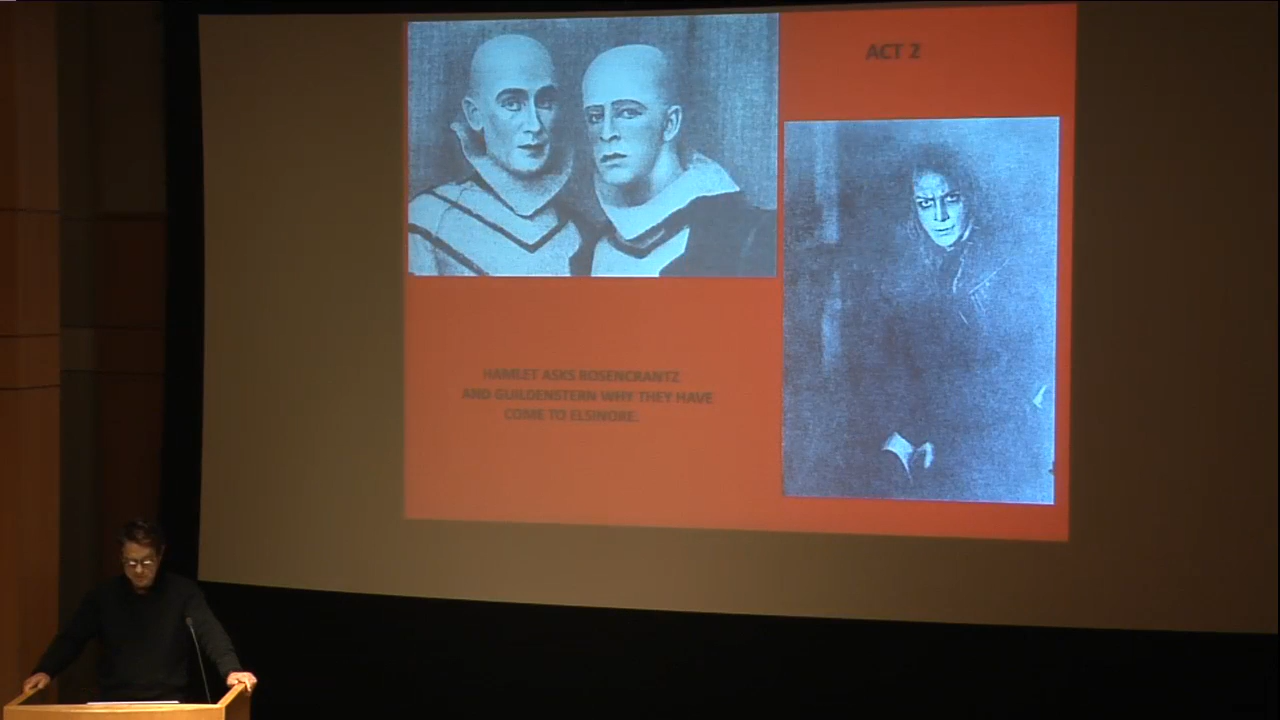 ACT 2
HAMLET ASKS ROSENCRANTZ
AND GUILDENSTERN WHY THEY HAVE
COME TO ELSINORE.